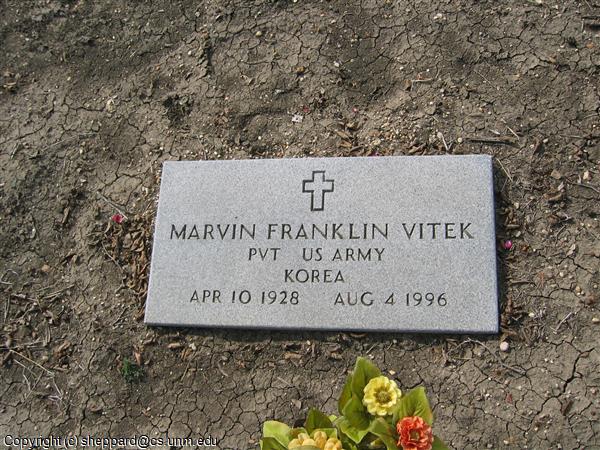 MARVIN FRANKLIN VITEK
PVT US ARMY
KOREA
APR 10 1928 AUG 4 1996
Copyright (c) sheppard@cs.unm.edu